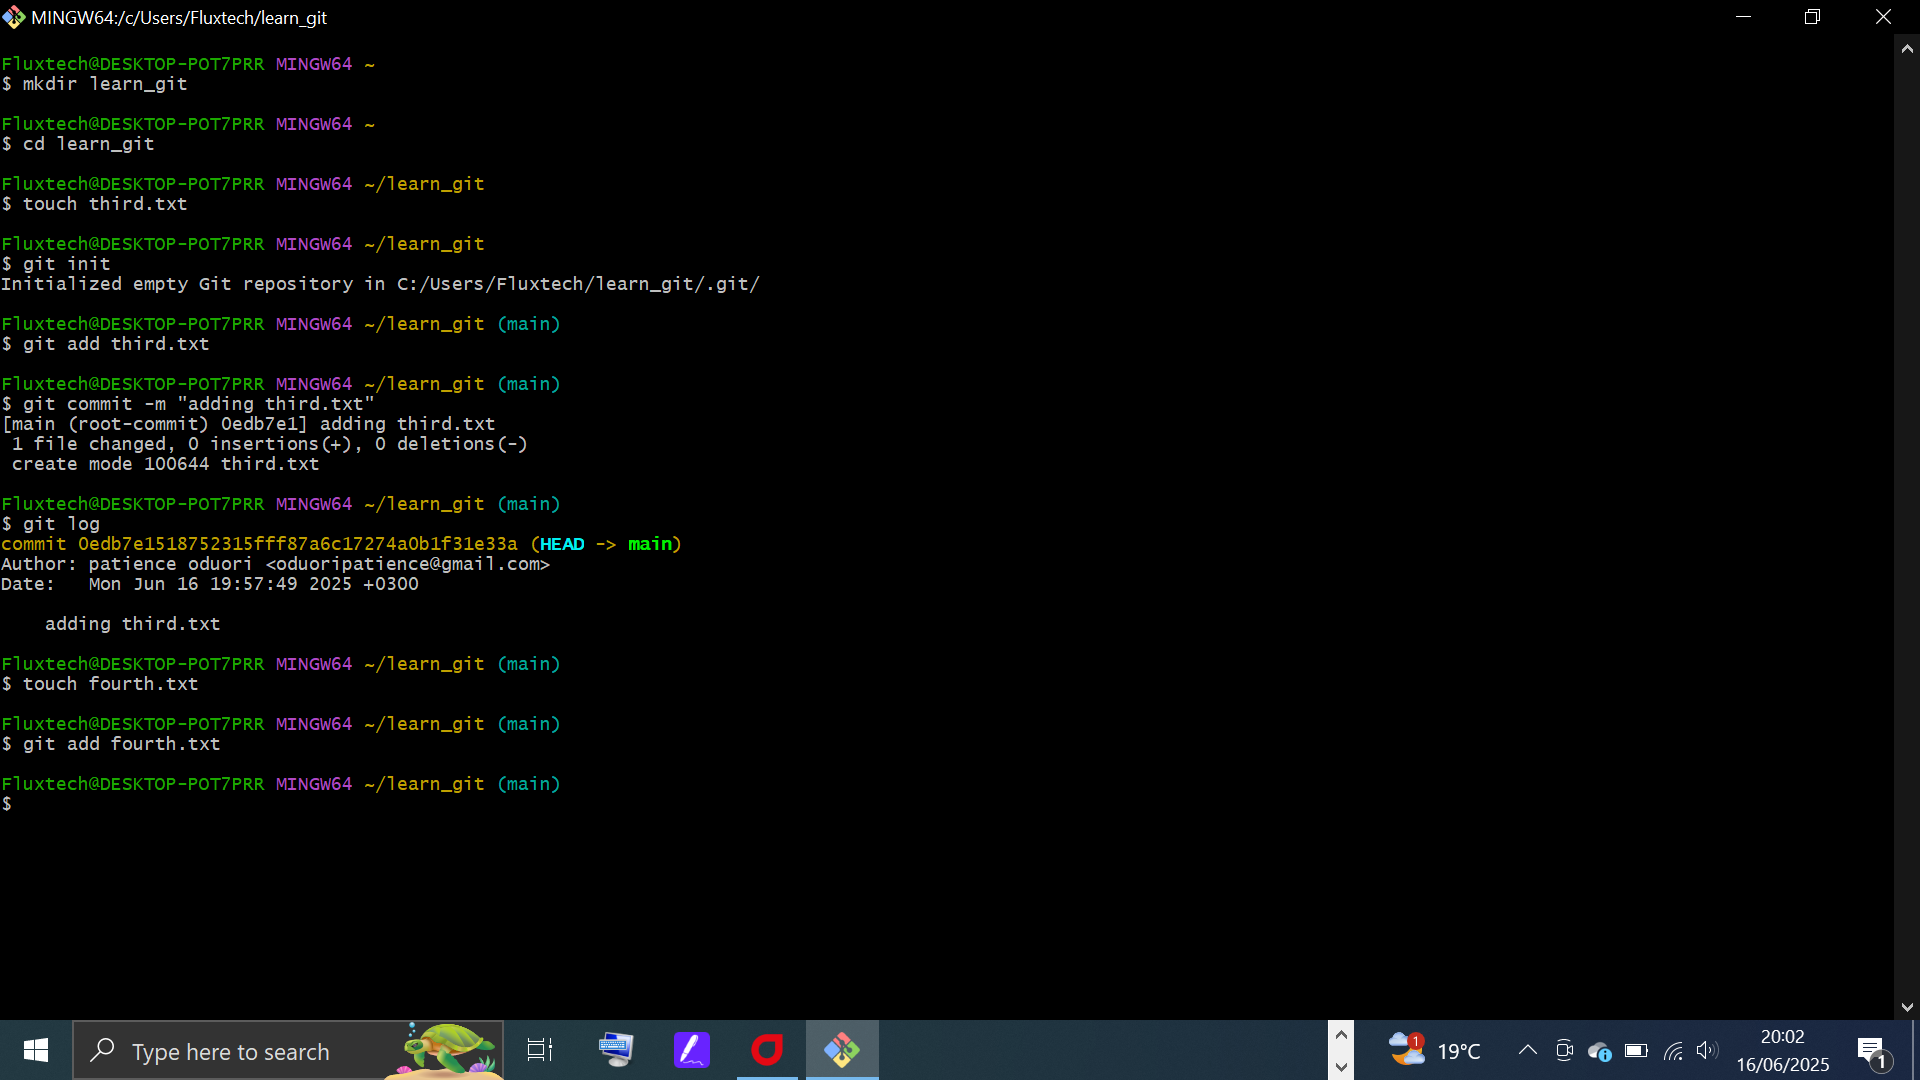 MINGW64:/c/Users/Fluxtech/learn_git
Fluxtech@DESKTOP-POT7PRR MINGW64 ~
$ mkdir learn_git
Fluxtech@DESKTOP-POT7PRR MINGW64 ~
$ cd learn_git
Fluxtech@DESKTOP-POT7PRR MINGW64 ~/learn_git
$ touch third.txt
Fluxtech@DESKTOP-POT7PRR MINGW64 ~/learn_git
$ git init
Initialized empty Git repository in C:/Users/Fluxtech/learn_git/.git/
Fluxtech@DESKTOP-POT7PRR MINGW64 ~/learn_git (main)
$ git add third.txt
Fluxtech@DESKTOP-POT7PRR MINGW64 ~/learn_git (main)
$ git commit -m "adding third.txt"
[main (root-commit) 0edb7e1] adding third.txt
 1 file changed, 0 insertions(+), 0 deletions(-)
 create mode 100644 third.txt
Fluxtech@DESKTOP-POT7PRR MINGW64 ~/learn_git (main)
$ git log
commit 0edb7e1518752315fff87a6c17274a0b1f31e33a (HEAD -> main)
Author: patience oduori <oduoripatience@gmail.com>
Date:   Mon Jun 16 19:57:49 2025 +0300
    adding third.txt
Fluxtech@DESKTOP-POT7PRR MINGW64 ~/learn_git (main)
$ touch fourth.txt
Fluxtech@DESKTOP-POT7PRR MINGW64 ~/learn_git (main)
$ git add fourth.txt
Fluxtech@DESKTOP-POT7PRR MINGW64 ~/learn_git (main)
$
Type here to search
1
19°C
20:02
16/06/2025
1